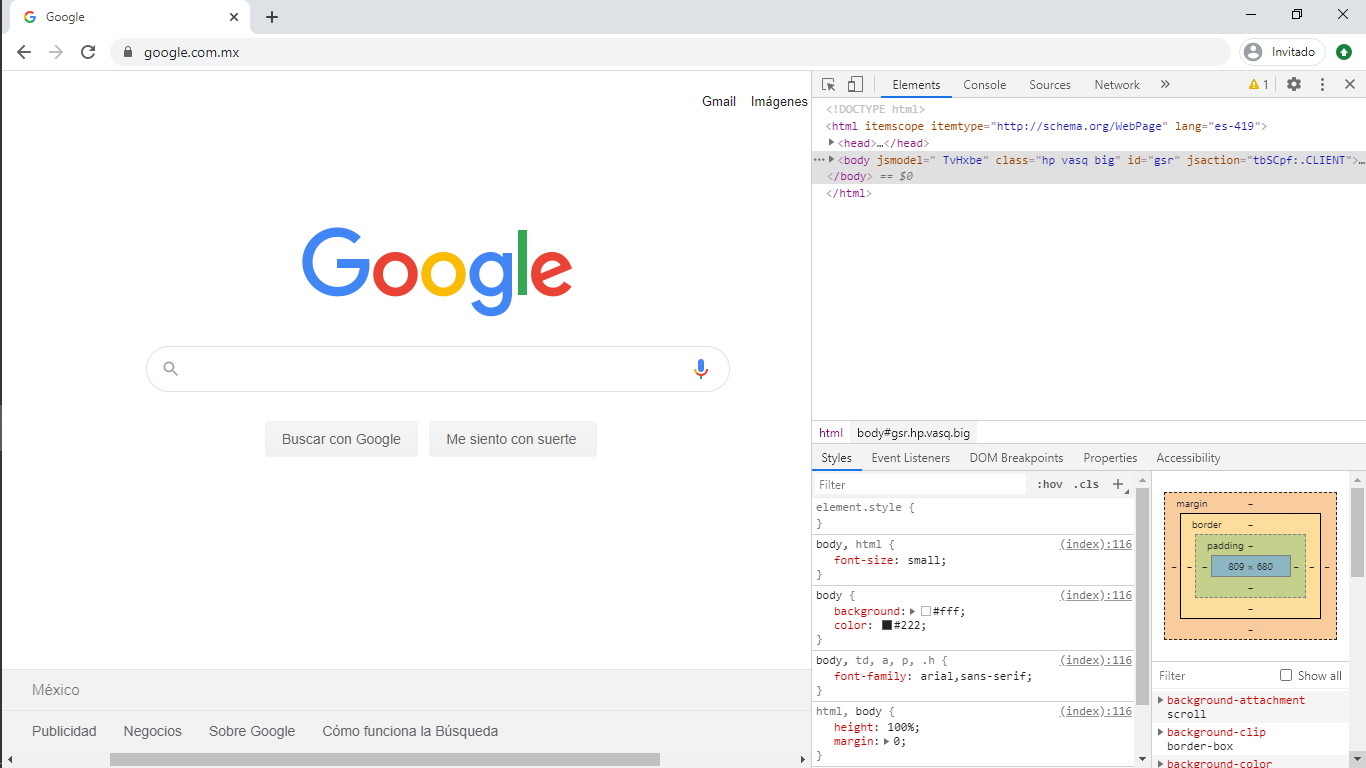 Google
google.com.mx
Invitado
Gmail Imágenes
Google
Buscar con Google Me siento con suerte
México
Publicidad Negocios Sobre Google Cómo funciona la Búsqueda
Elements Console Sources Network » 1
<!DOCTYPE html>
<html itemscope itemtype="http://schema.org/WebPage" lang="es-419">
<head>…</head>
<body jsmodel=" TvHxbe" class="hp vasq big" id="gsr" jsaction="tbSCpf:.CLIENT">…
</body> == $0
</html>
html body#gsr.hp.vasq.big
Styles Event Listeners DOM Breakpoints Properties Accessibility
Filter :hov .cls +
element.style {
}
body, html { (index):116
font-size: small;
}
body { (index):116
background: #fff;
color: #222;
}
body, td, a, p, .h { (index):116
font-family: arial,sans-serif;
}
html, body { (index):116
height: 100%;
margin: 0;
}
margin –
border –
padding –
– – – 809 × 680 – – –
–
–
–
Filter Show all
background-attachment
scroll
background-clip
border-box
background-color